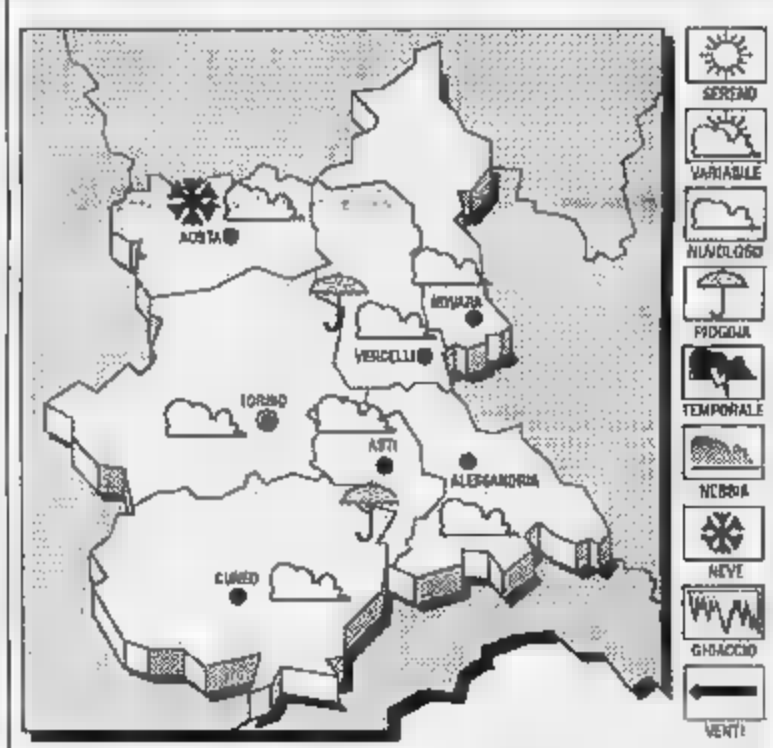 AOSTA
NOVARA
VERCELLI
TORINO
ASTI
ALESSANDRIA
CUNEO
SERENO
VARIABILE
NUVOLOSO
PIOGGIA
TEMPORALE
NEBBIA
NEVE
GHIACCIO
VENTI